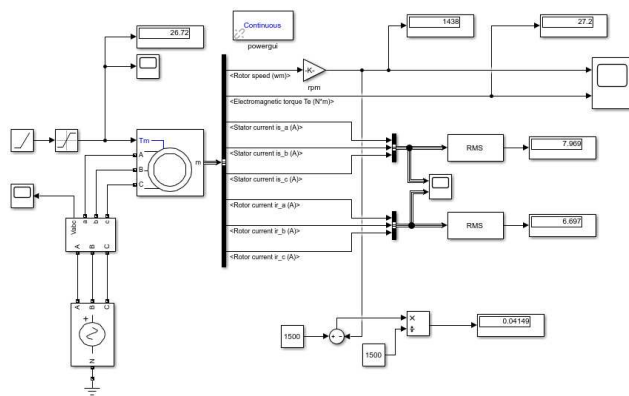 26.72
Continuous
powergui
1438
27.2
<Rotor speed (wm)>
-K-
rpm
<Electromagnetic torque Te (N*m)>
<Stator current is_a (A)>
Tm
m
A
B
C
<Stator current is_b (A)>
RMS
7.969
<Stator current is_c (A)>
<Rotor current ir_a (A)>
Vabc
a
b
c
A
B
C
<Rotor current ir_b (A)>
RMS
6.697
<Rotor current ir_c (A)>
A
B
C
+
N
1500
+
−
×
÷
0.04149
1500